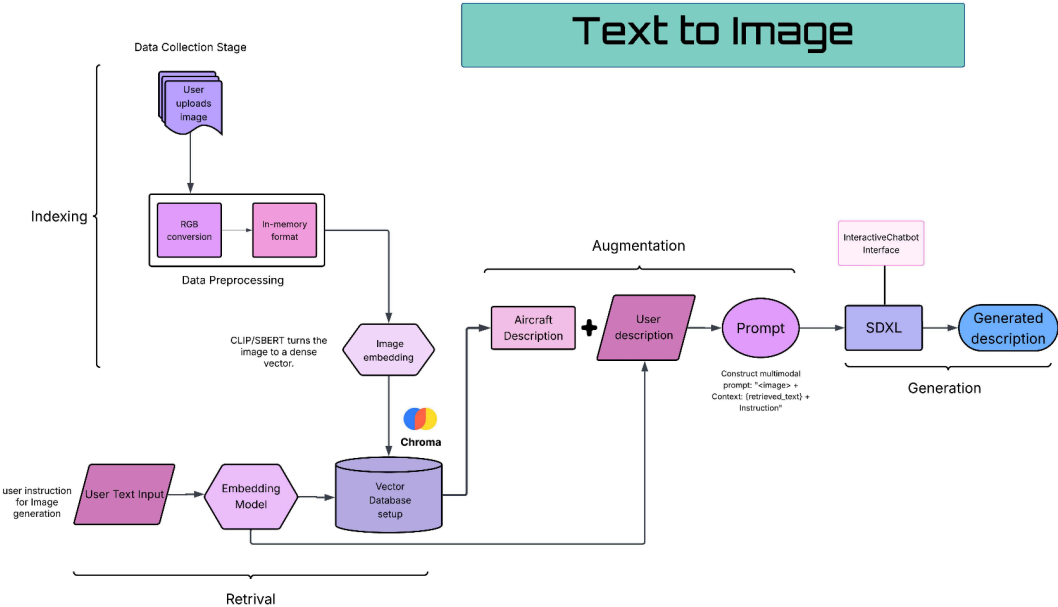 Text to Image
Data Collection Stage
User
uploads
image
Indexing
RGB
conversion
In-memory
format
Data Preprocessing
CLIP/SBERT turns the
image to a dense
vector.
Image
embedding
Chroma
user instruction
for Image
generation
User Text Input
Embedding
Model
Vector
Database
setup
Retrival
Augmentation
Aircraft
Description
User
description
Prompt
Construct multimodal
prompt: "<image> +
Context: {retrieved_text} +
Instruction"
InteractiveChatbot
Interface
SDXL
Generated
description
Generation